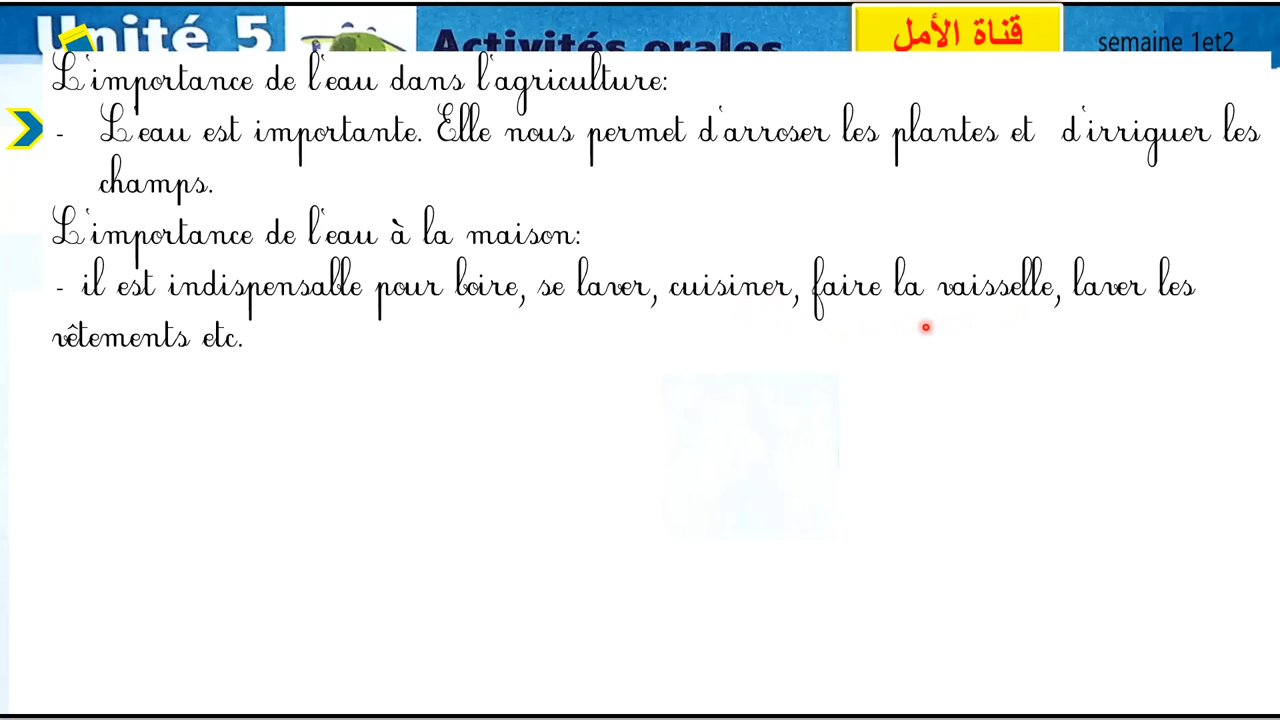 Unité 5
Activités orales
قناة الأمل
semaine 1et2
L'importance de l'eau dans l'agriculture:
- L'eau est importante. Elle nous permet d'arroser les plantes et d'irriguer les
champs.
L'importance de l'eau à la maison:
- il est indispensable pour boire, se laver, cuisiner, faire la vaisselle, laver les
vêtements etc.